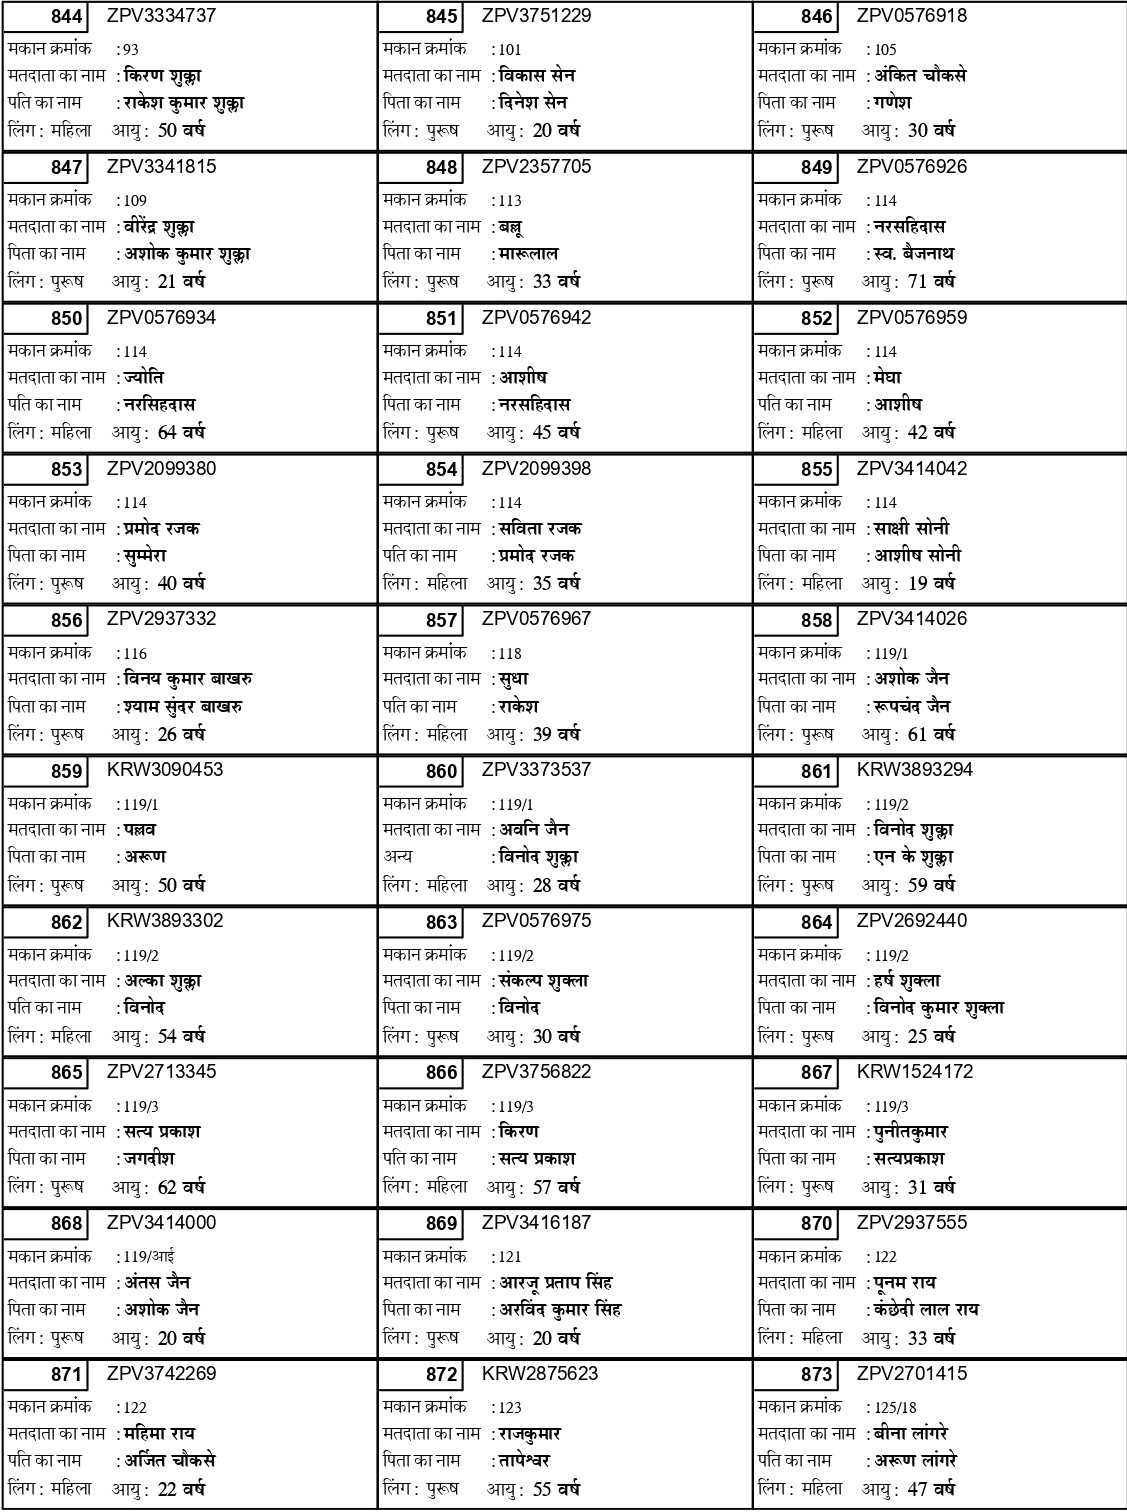 844 ZPV3334737
मकान क्रमांक : 93
मतदाता का नाम : किरण शुक्ला
पति का नाम : राकेश कुमार शुक्ला
लिंग : महिला आयु : 50 वर्ष
845 ZPV3751229
मकान क्रमांक : 101
मतदाता का नाम : विकास सेन
पिता का नाम : दिनेश सेन
लिंग : पुरूष आयु : 20 वर्ष
846 ZPV0576918
मकान क्रमांक : 105
मतदाता का नाम : अंकित चौकसे
पिता का नाम : गणेश
लिंग : पुरूष आयु : 30 वर्ष
847 ZPV3341815
मकान क्रमांक : 109
मतदाता का नाम : वीरेंद्र शुक्ला
पिता का नाम : अशोक कुमार शुक्ला
लिंग : पुरूष आयु : 21 वर्ष
848 ZPV2357705
मकान क्रमांक : 113
मतदाता का नाम : बल्लू
पिता का नाम : मारूलाल
लिंग : पुरूष आयु : 33 वर्ष
849 ZPV0576926
मकान क्रमांक : 114
मतदाता का नाम : नरसहिदास
पिता का नाम : स्व. बैजनाथ
लिंग : पुरूष आयु : 71 वर्ष
850 ZPV0576934
मकान क्रमांक : 114
मतदाता का नाम : ज्योति
पति का नाम : नरसिहदास
लिंग : महिला आयु : 64 वर्ष
851 ZPV0576942
मकान क्रमांक : 114
मतदाता का नाम : आशीष
पिता का नाम : नरसहिदास
लिंग : पुरूष आयु : 45 वर्ष
852 ZPV0576959
मकान क्रमांक : 114
मतदाता का नाम : मेघा
पति का नाम : आशीष
लिंग : महिला आयु : 42 वर्ष
853 ZPV2099380
मकान क्रमांक : 114
मतदाता का नाम : प्रमोद रजक
पिता का नाम : सुम्मेरा
लिंग : पुरूष आयु : 40 वर्ष
854 ZPV2099398
मकान क्रमांक : 114
मतदाता का नाम : सविता रजक
पति का नाम : प्रमोद रजक
लिंग : महिला आयु : 35 वर्ष
855 ZPV3414042
मकान क्रमांक : 114
मतदाता का नाम : साक्षी सोनी
पिता का नाम : आशीष सोनी
लिंग : महिला आयु : 19 वर्ष
856 ZPV2937332
मकान क्रमांक : 116
मतदाता का नाम : विनय कुमार बाखरु
पिता का नाम : श्याम सुंदर बाखरु
लिंग : पुरूष आयु : 26 वर्ष
857 ZPV0576967
मकान क्रमांक : 118
मतदाता का नाम : सुधा
पति का नाम : राकेश
लिंग : महिला आयु : 39 वर्ष
858 ZPV3414026
मकान क्रमांक : 119/1
मतदाता का नाम : अशोक जैन
पिता का नाम : रूपचंद जैन
लिंग : पुरूष आयु : 61 वर्ष
859 KRW3090453
मकान क्रमांक : 119/1
मतदाता का नाम : पल्लव
पिता का नाम : अरूण
लिंग : पुरूष आयु : 50 वर्ष
860 ZPV3373537
मकान क्रमांक : 119/1
मतदाता का नाम : अवनि जैन
अन्य : विनोद शुक्ला
लिंग : महिला आयु : 28 वर्ष
861 KRW3893294
मकान क्रमांक : 119/2
मतदाता का नाम : विनोद शुक्ला
पिता का नाम : एन के शुक्ला
लिंग : पुरूष आयु : 59 वर्ष
862 KRW3893302
मकान क्रमांक : 119/2
मतदाता का नाम : अल्का शुक्ला
पति का नाम : विनोद
लिंग : महिला आयु : 54 वर्ष
863 ZPV0576975
मकान क्रमांक : 119/2
मतदाता का नाम : संकल्प शुक्ला
पिता का नाम : विनोद
लिंग : पुरूष आयु : 30 वर्ष
864 ZPV2692440
मकान क्रमांक : 119/2
मतदाता का नाम : हर्ष शुक्ला
पिता का नाम : विनोद कुमार शुक्ला
लिंग : पुरूष आयु : 25 वर्ष
865 ZPV2713345
मकान क्रमांक : 119/3
मतदाता का नाम : सत्य प्रकाश
पिता का नाम : जगदीश
लिंग : पुरूष आयु : 62 वर्ष
866 ZPV3756822
मकान क्रमांक : 119/3
मतदाता का नाम : किरण
पति का नाम : सत्य प्रकाश
लिंग : महिला आयु : 57 वर्ष
867 KRW1524172
मकान क्रमांक : 119/3
मतदाता का नाम : पुनीतकुमार
पिता का नाम : सत्यप्रकाश
लिंग : पुरूष आयु : 31 वर्ष
868 ZPV3414000
मकान क्रमांक : 119/आई
मतदाता का नाम : अंतस जैन
पिता का नाम : अशोक जैन
लिंग : पुरूष आयु : 20 वर्ष
869 ZPV3416187
मकान क्रमांक : 121
मतदाता का नाम : आरजू प्रताप सिंह
पिता का नाम : अरविंद कुमार सिंह
लिंग : पुरूष आयु : 20 वर्ष
870 ZPV2937555
मकान क्रमांक : 122
मतदाता का नाम : पूनम राय
पिता का नाम : कंछेदी लाल राय
लिंग : महिला आयु : 33 वर्ष
871 ZPV3742269
मकान क्रमांक : 122
मतदाता का नाम : महिमा राय
पति का नाम : अर्जित चौकसे
लिंग : महिला आयु : 22 वर्ष
872 KRW2875623
मकान क्रमांक : 123
मतदाता का नाम : राजकुमार
पिता का नाम : तापेश्वर
लिंग : पुरूष आयु : 55 वर्ष
873 ZPV2701415
मकान क्रमांक : 125/18
मतदाता का नाम : बीना लांगरे
पति का नाम : अरूण लांगरे
लिंग : महिला आयु : 47 वर्ष